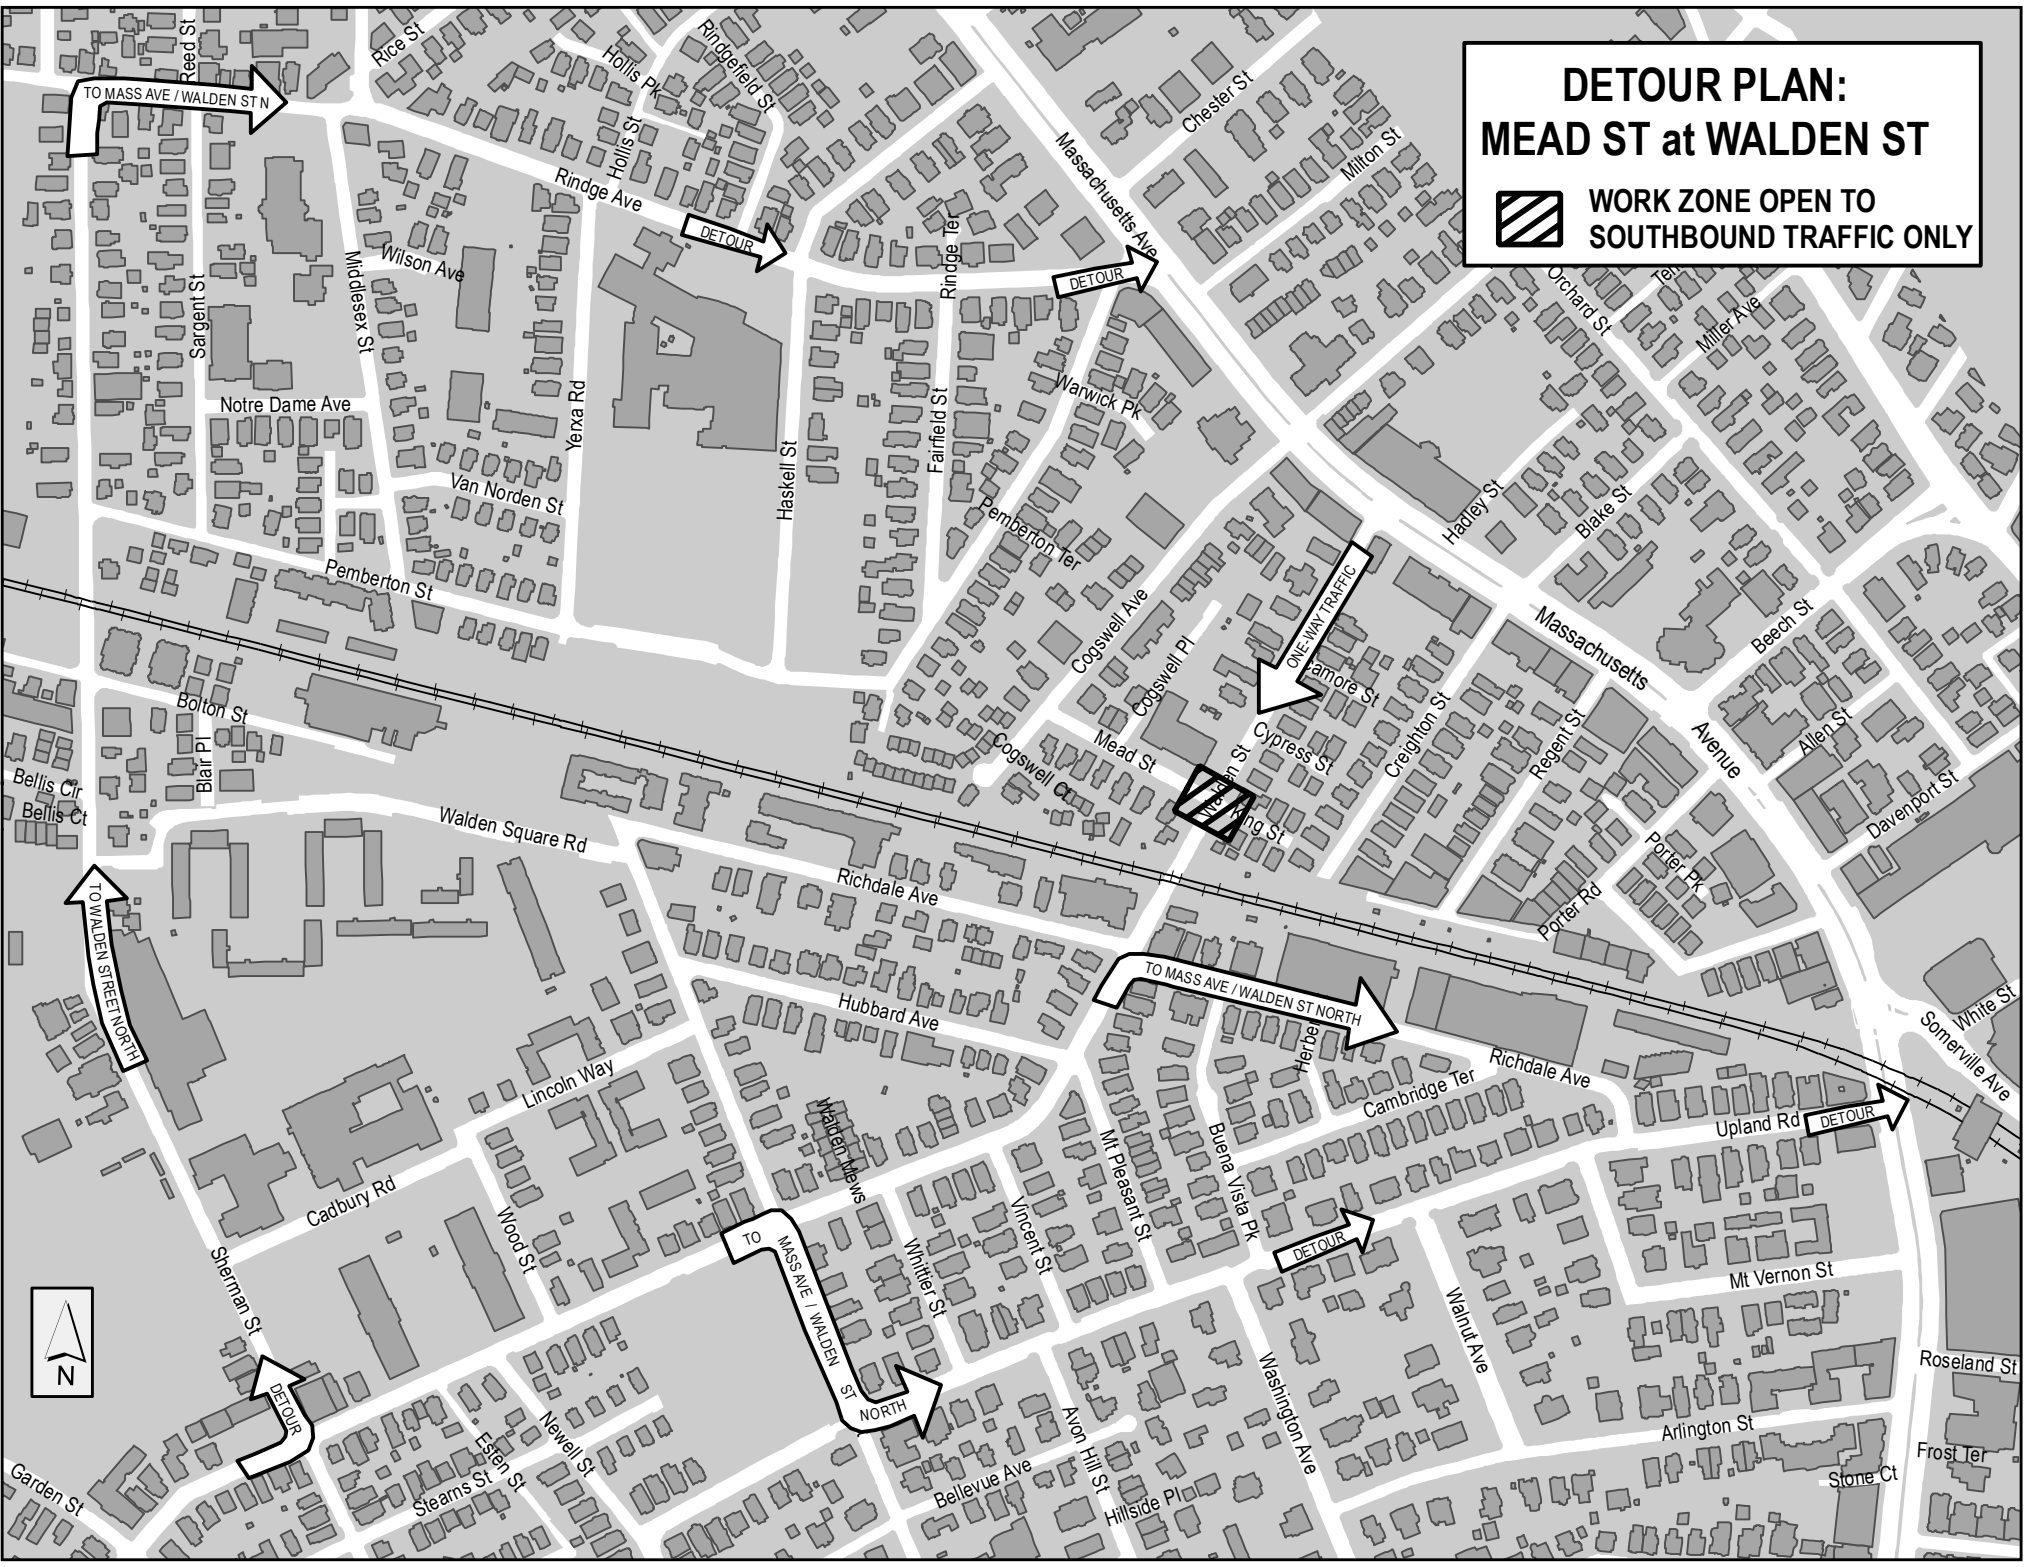 DETOUR PLAN:
MEAD ST at WALDEN ST
WORK ZONE OPEN TO
SOUTHBOUND TRAFFIC ONLY
Reed St
Rice St
Hollis Pk
Rindgefield St
TO MASS AVE / WALDEN ST N
Hollis St
Rindge Ave
DETOUR
Massachusetts Ave
Chester St
Milton St
Rindge Ter
DETOUR
Orchard St
Miller Ave
Sargent St
Middlesex St
Wilson Ave
Notre Dame Ave
Yerxa Rd
Haskell St
Fairfield St
Warwick Pk
Van Norden St
Pemberton Ter
Hadley St
Blake St
Pemberton St
Cogswell Ave
Cogswell Pl
ONE-WAY TRAFFIC
Massachusetts
Avenue
Beech St
Allen St
Davenport St
Bolton St
Blair Pl
Bellis Cir
Bellis Ct
Walden Square Rd
Cogswell Ct
Mead St
Cypress St
King St
Creighton St
Regent St
Porter Pk
Porter Rd
Richdale Ave
TO WALDEN STREET NORTH
Hubbard Ave
TO MASS AVE / WALDEN ST NORTH
Richdale Ave
Cambridge Ter
White St
Somerville Ave
Lincoln Way
Walden Mews
Mt Pleasant St
Buena Vista Pk
Upland Rd
DETOUR
Cadbury Rd
Wood St
Vincent St
Whittier St
DETOUR
Sherman St
TO MASS AVE / WALDEN ST NORTH
Mt Vernon St
Walnut Ave
Washington Ave
Roseland St
N
DETOUR
Newell St
Esten St
Stearns St
Garden St
Avon Hill St
Bellevue Ave
Hillside Pl
Arlington St
Stone Ct
Frost Ter